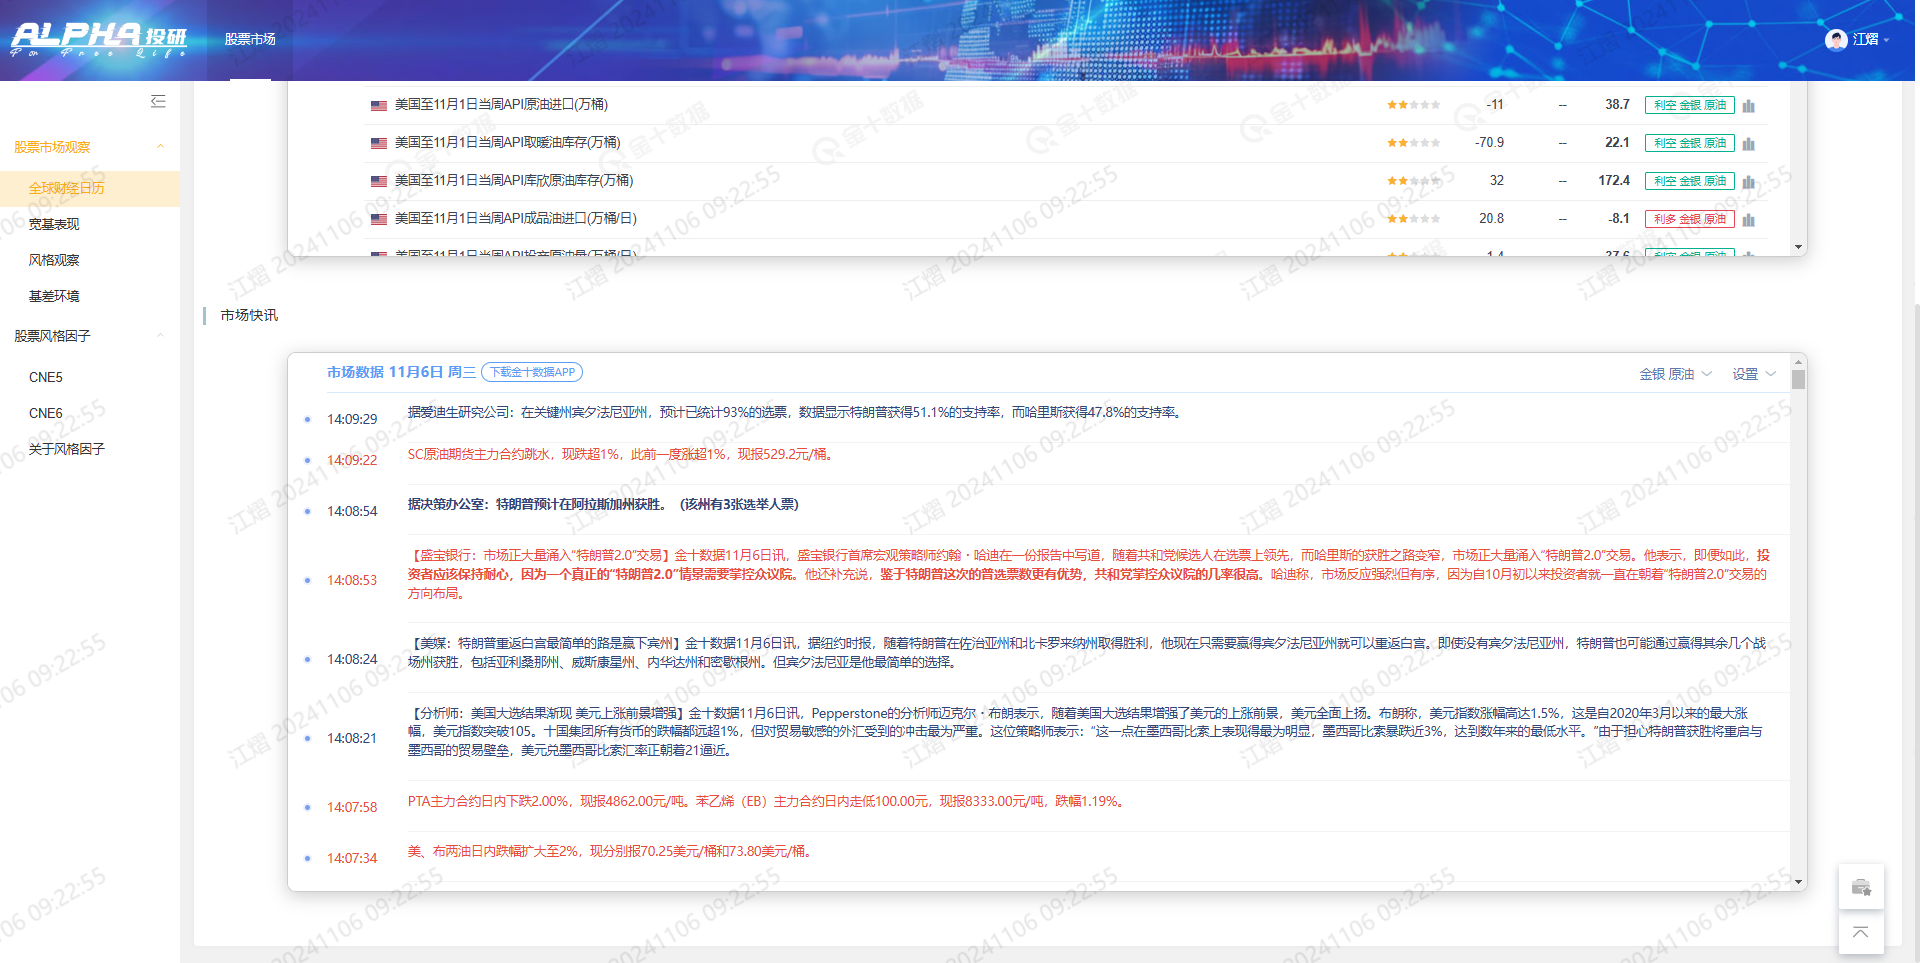 ALPHA投研
For Free Life
股票市场
江熠
股票市场观察
全球财经日历
宽基表现
风格观察
基差环境
股票风格因子
CNE5
CNE6
关于风格因子
美国至11月1日当周API原油进口(万桶) -11 -- 38.7 利空 金银 原油
美国至11月1日当周API取暖油库存(万桶) -70.9 -- 22.1 利空 金银 原油
美国至11月1日当周API库欣原油库存(万桶) 32 -- 172.4 利空 金银 原油
美国至11月1日当周API成品油进口(万桶/日) 20.8 -- -8.1 利多 金银 原油
市场快讯
市场数据 11月6日 周三 下载金十数据APP 金银 原油 设置
14:09:29 据爱迪生研究公司：在关键州宾夕法尼亚州，预计已统计93%的选票，数据显示特朗普获得51.1%的支持率，而哈里斯获得47.8%的支持率。
14:09:22 SC原油期货主力合约跳水，现跌超1%，此前一度涨超1%，现报529.2元/桶。
14:08:54 据决策办公室：特朗普预计在阿拉斯加州获胜。（该州有3张选举人票）
14:08:53 【盛宝银行：市场正大量涌入“特朗普2.0”交易】金十数据11月6日讯，盛宝银行首席宏观策略师约翰·哈迪在一份报告中写道，随着共和党候选人在选票上领先，而哈里斯的获胜之路变窄，市场正大量涌入“特朗普2.0”交易。他表示，即便如此，投
资者应该保持耐心，因为一个真正的“特朗普2.0”情景需要掌控众议院。他还补充说，鉴于特朗普这次的普选票数更有优势，共和党掌控众议院的几率很高。哈迪称，市场反应强烈但有序，因为自10月初以来投资者就一直在朝着“特朗普2.0”交易的
方向布局。
14:08:24 【美媒：特朗普重返白宫最简单的路是赢下宾州】金十数据11月6日讯，据纽约时报，随着特朗普在佐治亚州和北卡罗来纳州取得胜利，他现在只需要赢得宾夕法尼亚州就可以重返白宫。即使没有宾夕法尼亚州，特朗普也可能通过赢得其余几个战
场州获胜，包括亚利桑那州、威斯康星州、内华达州和密歇根州。但宾夕法尼亚是他最简单的选择。
14:08:21 【分析师：美国大选结果渐现 美元上涨前景增强】金十数据11月6日讯，Pepperstone的分析师迈克尔·布朗表示，随着美国大选结果增强了美元的上涨前景，美元全面上扬。布朗称，美元指数涨幅高达1.5%，这是自2020年3月以来的最大涨
幅，美元指数突破105。十国集团所有货币的跌幅都远超1%，但对贸易敏感的外汇受到的冲击最为严重。这位策略师表示：“这一点在墨西哥比索上表现得最为明显，墨西哥比索暴跌近3%，达到数年来的最低水平。”由于担心特朗普获胜将重启与
墨西哥的贸易壁垒，美元兑墨西哥比索汇率正朝着21逼近。
14:07:58 PTA主力合约日内下跌2.00%，现报4862.00元/吨。苯乙烯（EB）主力合约日内走低100.00元，现报8333.00元/吨，跌幅1.19%。
14:07:34 美、布两油日内跌幅扩大至2%，现分别报70.25美元/桶和73.80美元/桶。
江熠 20241106 09:22:55
金十数据